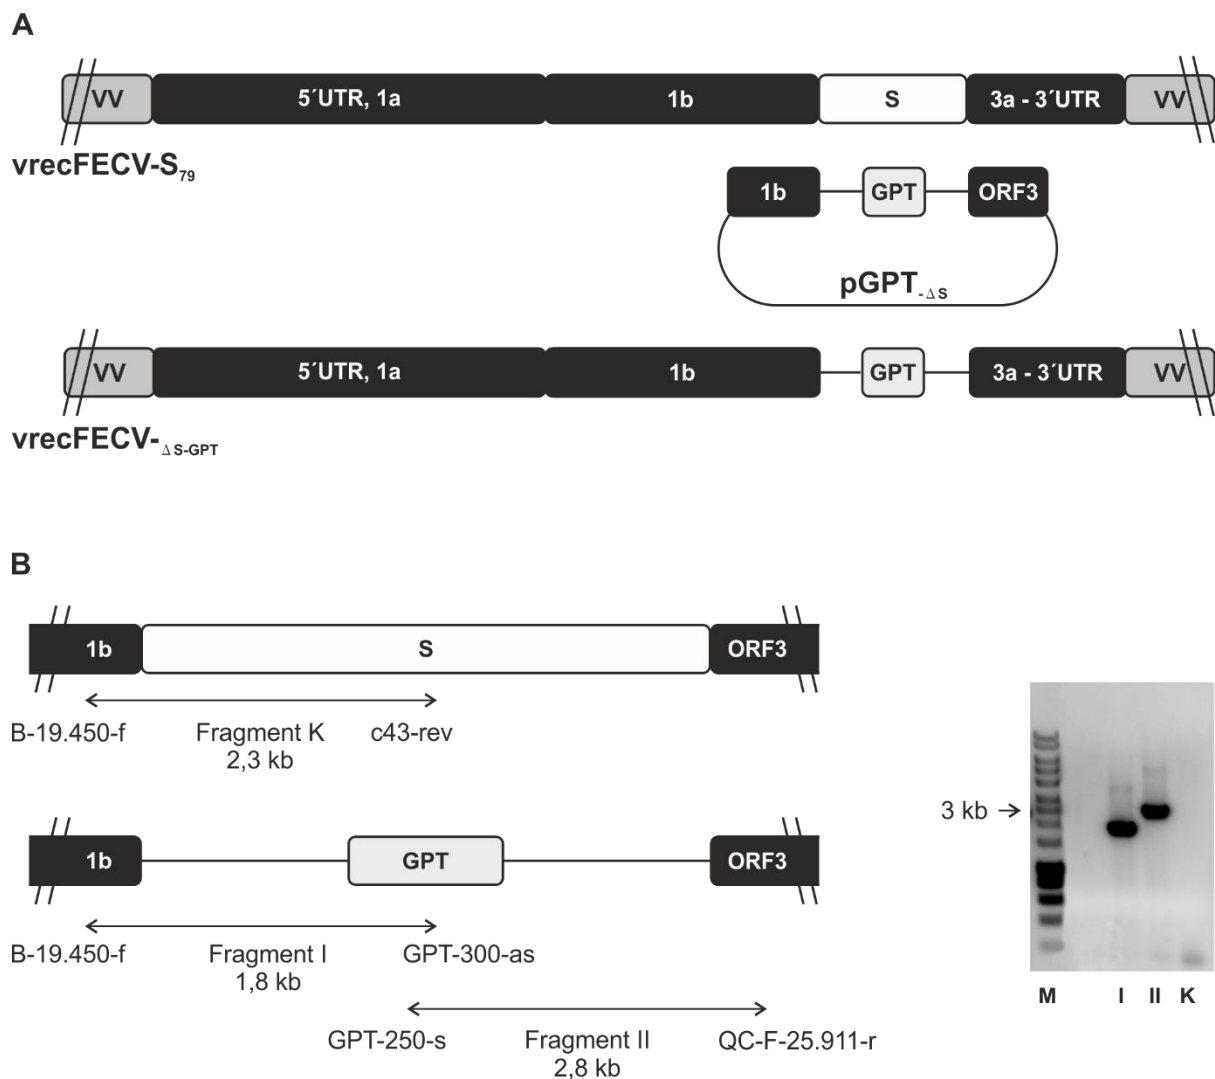 A
VV 5´UTR, 1a 1b S 3a - 3´UTR VV
vrecFECV-S79
1b GPT ORF3
pGPT-ΔS
VV 5´UTR, 1a 1b GPT 3a - 3´UTR VV
vrecFECV-ΔS-GPT
B
1b S ORF3
B-19.450-f Fragment K c43-rev
2,3 kb
1b GPT ORF3
B-19.450-f Fragment I GPT-300-as
1,8 kb
GPT-250-s Fragment II QC-F-25.911-r
2,8 kb
3 kb
M I II K